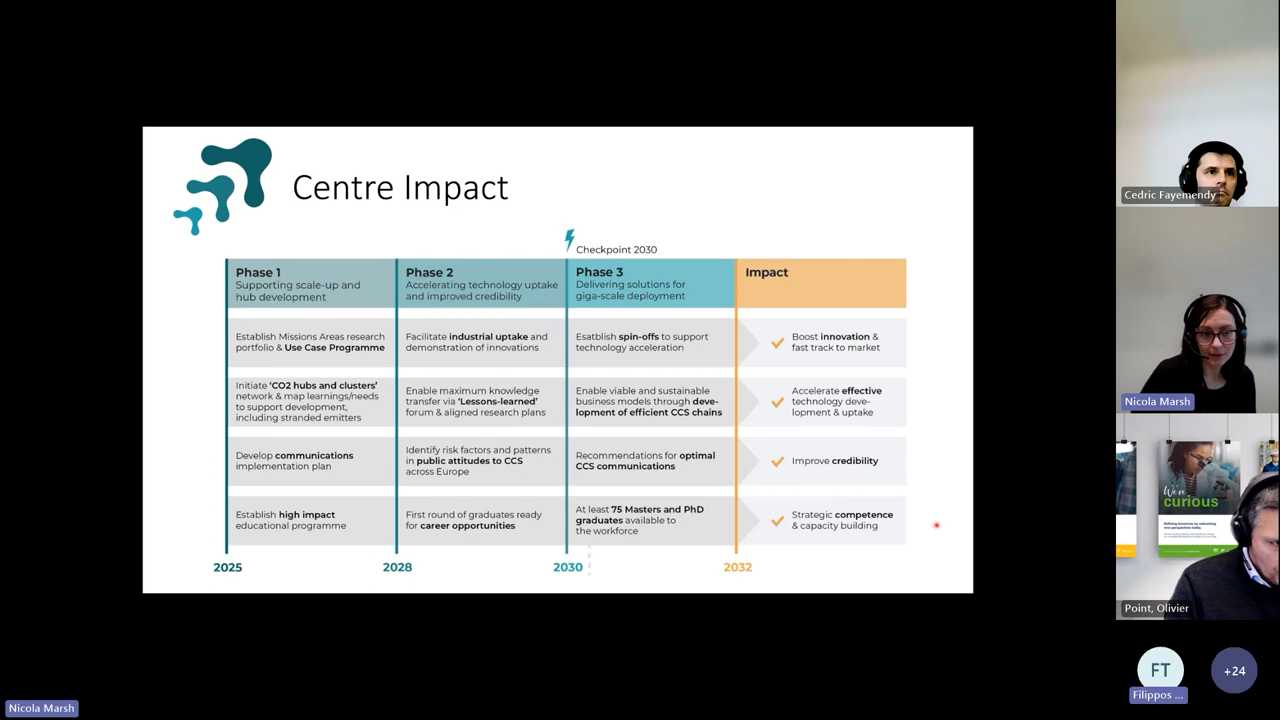 Centre Impact
Checkpoint 2030
Phase 1
Supporting scale-up and
hub development
Phase 2
Accelerating technology uptake
and improved credibility
Phase 3
Delivering solutions for
giga-scale deployment
Impact
Establish Missions Areas research
portfolio & Use Case Programme
Facilitate industrial uptake and
demonstration of innovations
Esatblish spin-offs to support
technology acceleration
Boost innovation &
fast track to market
Initiate ‘CO2 hubs and clusters’
network & map learnings/needs
to support development,
including stranded emitters
Enable maximum knowledge
transfer via ‘Lessons-learned’
forum & aligned research plans
Enable viable and sustainable
business models through deve-
lopment of efficient CCS chains
Accelerate effective
technology deve-
lopment & uptake
Develop communications
implementation plan
Identify risk factors and patterns
in public attitudes to CCS
across Europe
Recommendations for optimal
CCS communications
Improve credibility
Establish high impact
educational programme
First round of graduates ready
for career opportunities
At least 75 Masters and PhD
graduates available to
the workforce
Strategic competence
& capacity building
2025
2028
2030
2032
Cedric Fayemendy
Nicola Marsh
We're
curious
Point, Olivier
FT
Filippos ...
+24
Nicola Marsh